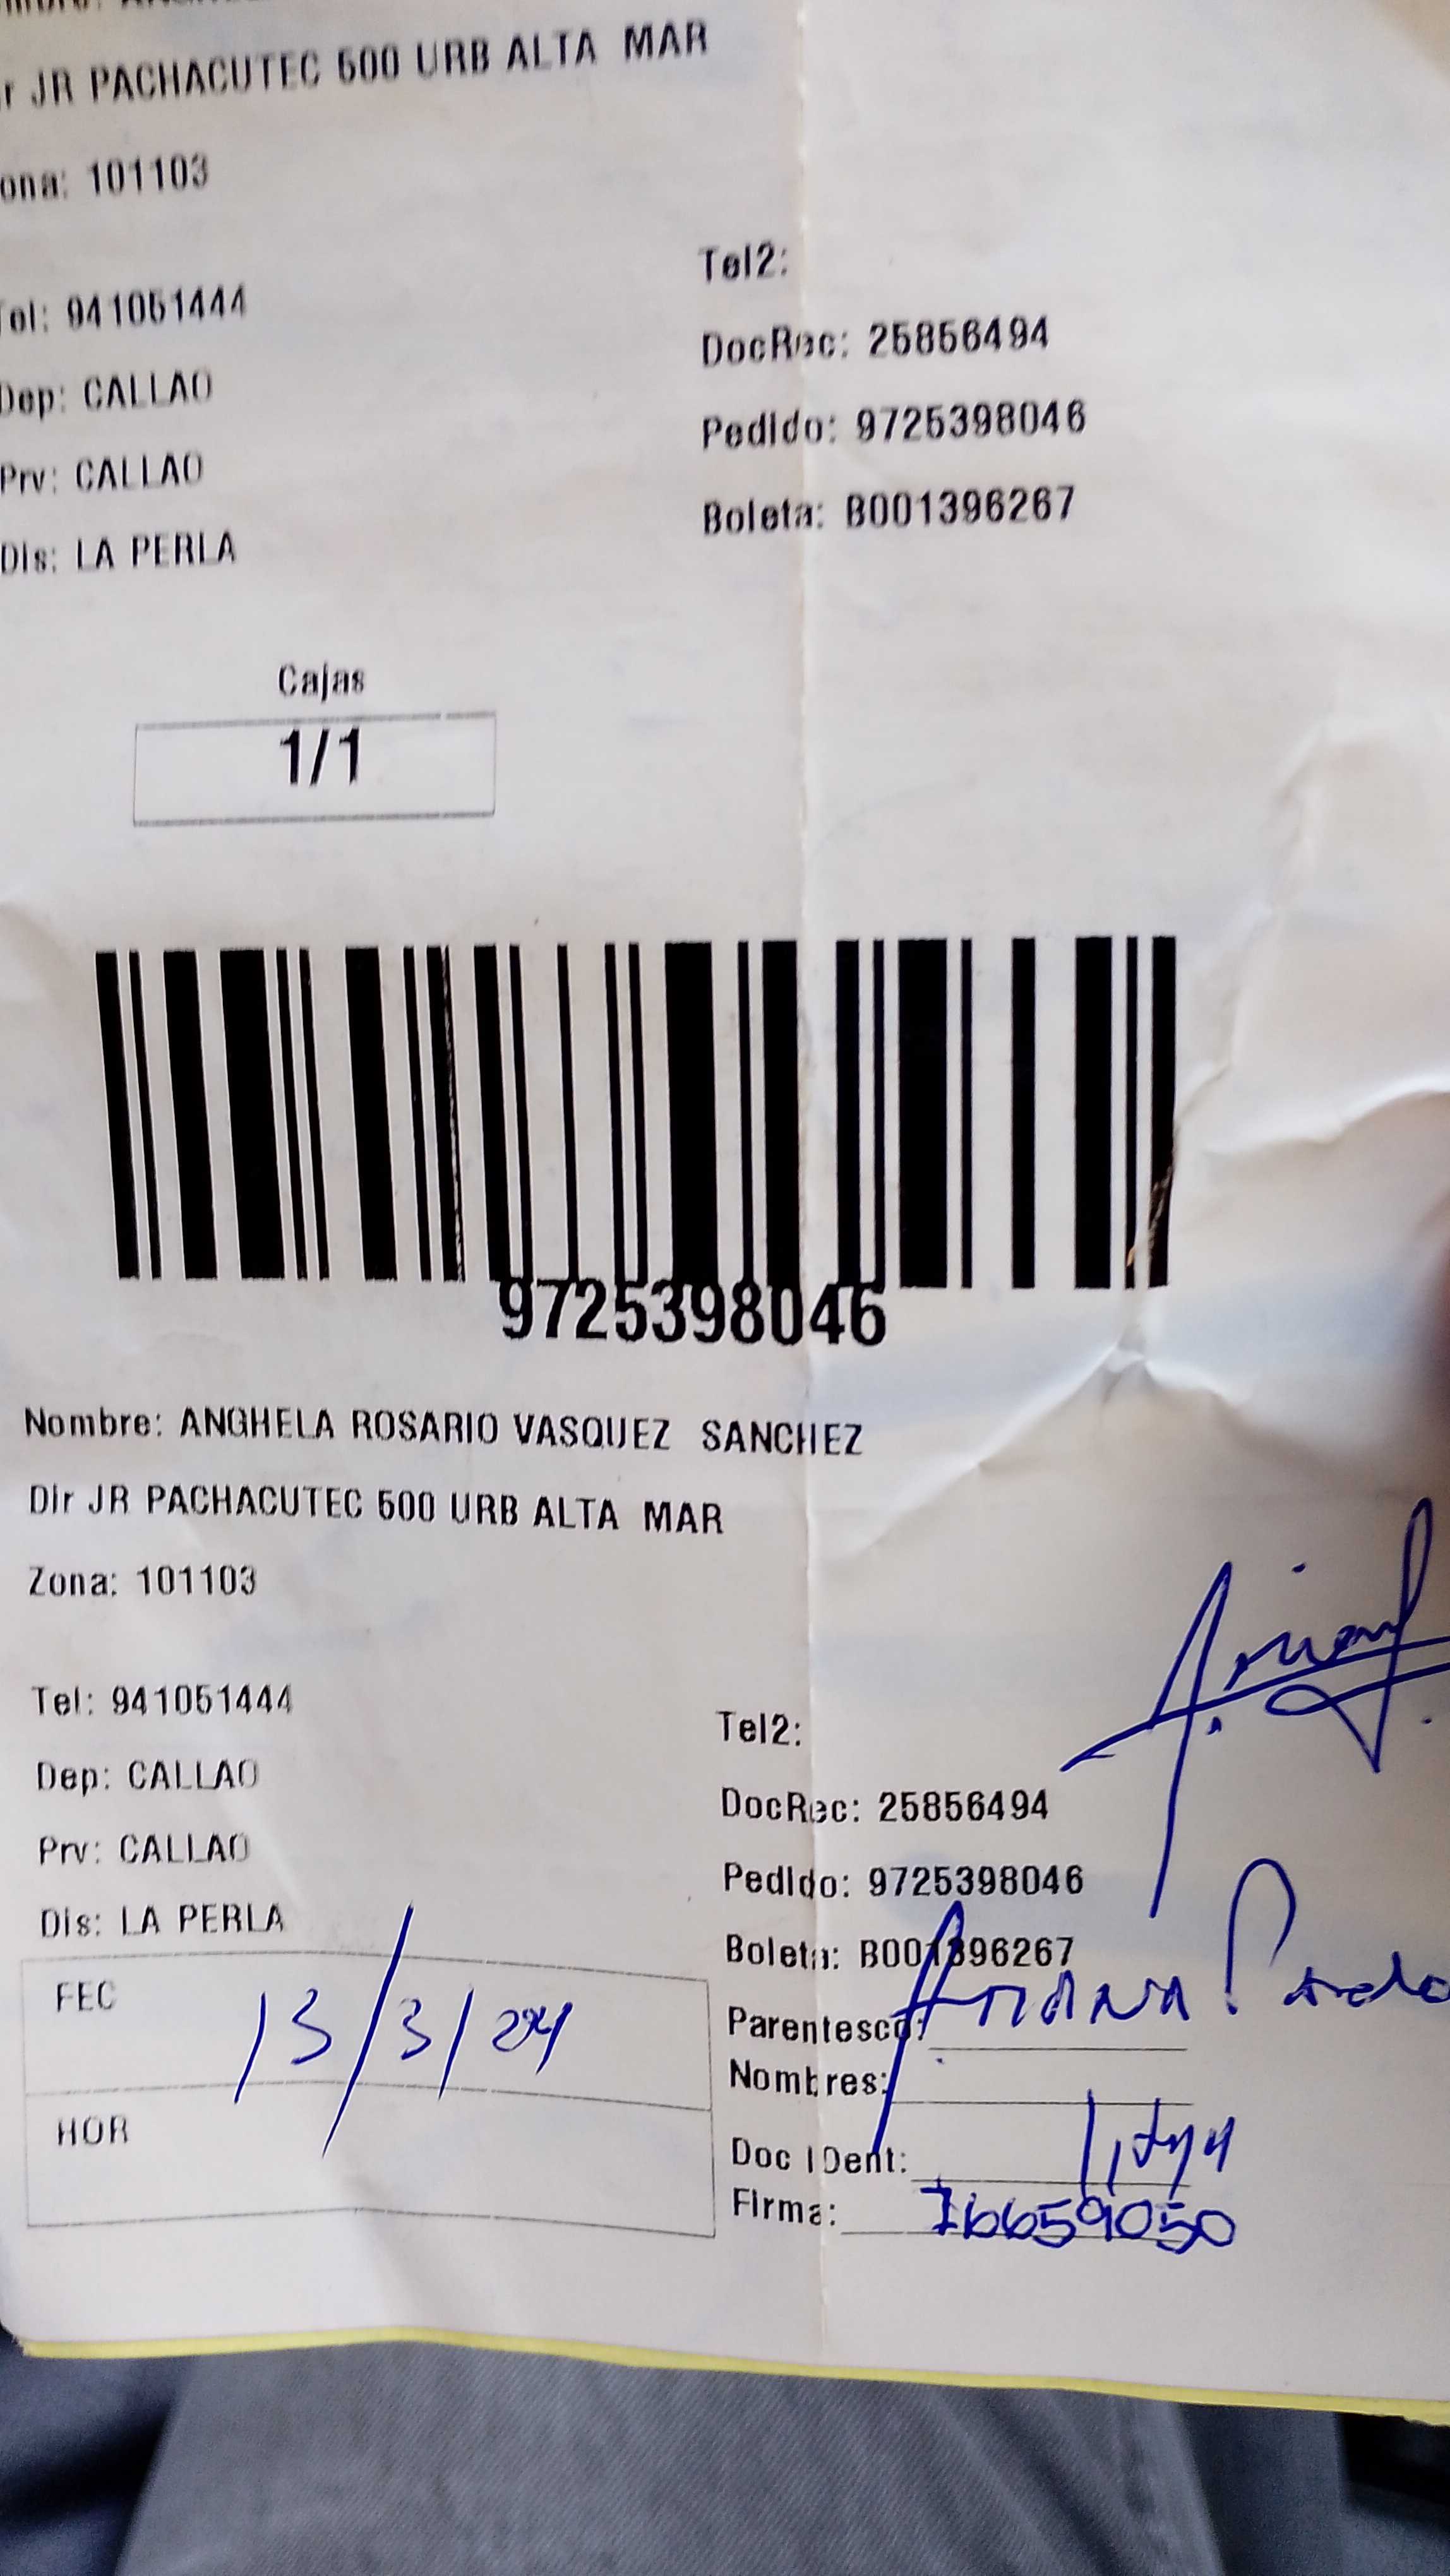 JR PACHACUTEC 500 URB ALTA MAR
ona: 101103
Tel2:
Tel: 941051444
DocRec: 25856494
Dep: CALLAO
Pedido: 9725398046
Prv: CALLAO
Boleta: B001396267
Dis: LA PERLA
Cajas
1/1
9725398046
Nombre: ANGHELA ROSARIO VASQUEZ SANCHEZ
Dir JR PACHACUTEC 500 URB ALTA MAR
Zona: 101103
Tel: 941051444
Tel2:
Dep: CALLAO
DocRec: 25856494
Prv: CALLAO
Pedido: 9725398046
Dis: LA PERLA
Boleta: B001396267
FEC 13/3/24
Parentesco: Ariana
Nombres:
HOR
Doc IDent:
Firma: 76659050